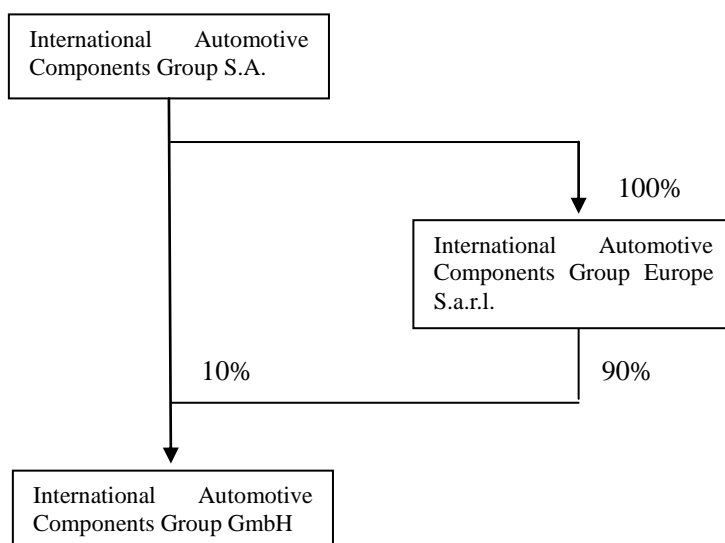 International Automotive
Components Group S.A.
100%
International Automotive
Components Group Europe
S.a.r.l.
10%
90%
International Automotive
Components Group GmbH